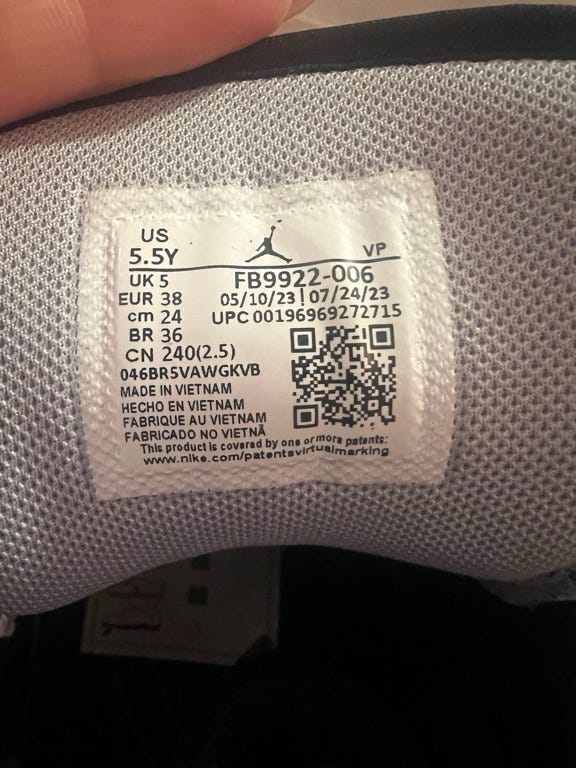 US
5.5Y
VP
UK 5
FB9922-006
EUR 38
05/10/23 | 07/24/23
cm 24
UPC 00196969272715
BR 36
CN 240(2.5)
046BR5VAWGKVB
MADE IN VIETNAM
HECHO EN VIETNAM
FABRIQUE AU VIETNAM
FABRICADO NO VIETNÃ
This product is covered by one or more patents:
www.nike.com/patentsvirtualmarking